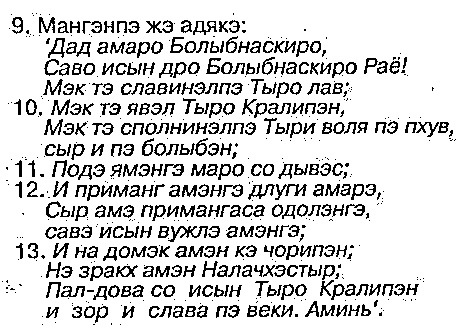 9. Мангэнпэ жэ адякэ:
'Дад амаро Болыбнаскиро,
Саво исын дро Болыбнаскиро Раё!
Мэк тэ славинэлпэ Тыро лав;
10. Мэк тэ явэл Тыро Кралипэн,
Мэк тэ сполнинэлпэ Тыри воля пэ пхув,
сыр и пэ болыбэн;
11. Подэ ямэнгэ маро со дывэс;
12. И приманг амэнгэ длуги амарэ,
Сыр амэ примангаса одолэнгэ,
савэ исын вужлэ амэнгэ;
13. И на домэк амэн кэ чорипэн;
Нэ зракх амэн Налачхэстыр;
Пал-дова со исын Тыро Кралипэн
и зор и слава пэ веки. Аминь'.